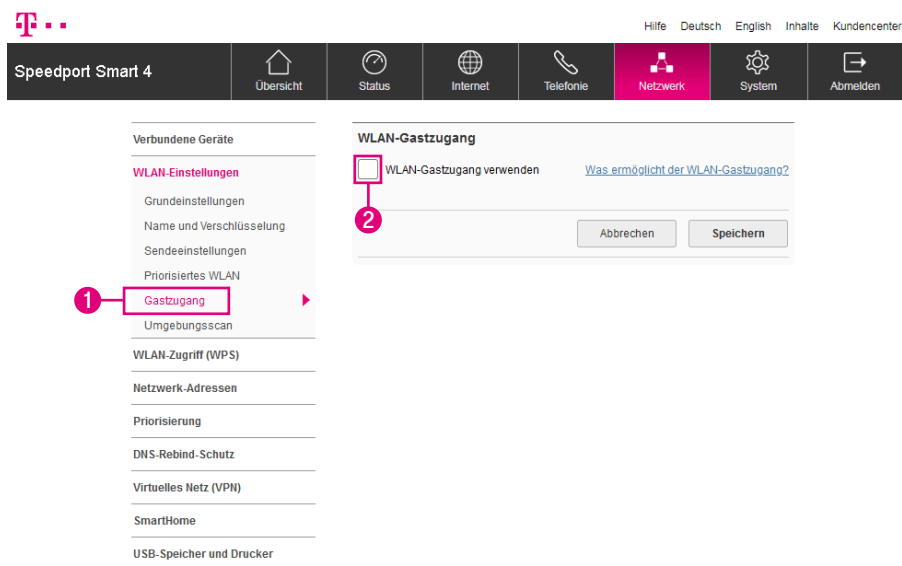 T
Hilfe Deutsch English Inhalte Kundencenter
Speedport Smart 4
Übersicht
Status
Internet
Telefonie
Netzwerk
System
Abmelden
Verbundene Geräte
WLAN-Einstellungen
Grundeinstellungen
Name und Verschlüsselung
Sendeeinstellungen
Priorisiertes WLAN
1
Gastzugang
Umgebungsscan
WLAN-Zugriff (WPS)
Netzwerk-Adressen
Priorisierung
DNS-Rebind-Schutz
Virtuelles Netz (VPN)
SmartHome
USB-Speicher und Drucker
WLAN-Gastzugang
WLAN-Gastzugang verwenden Was ermöglicht der WLAN-Gastzugang?
2
Abbrechen Speichern